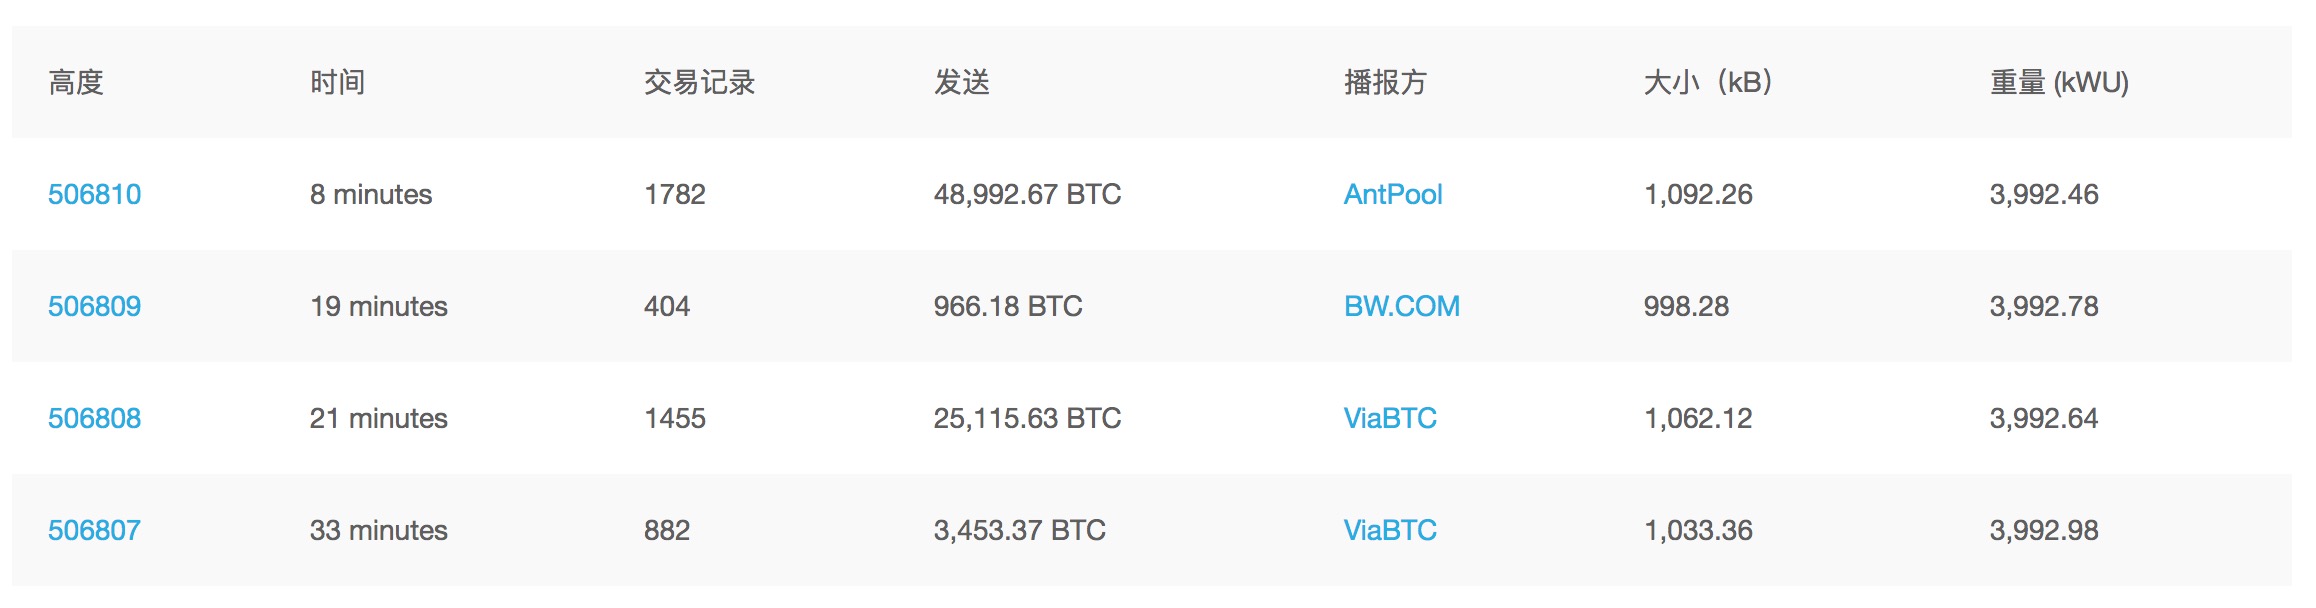 高度 时间 交易记录 发送 播报方 大小（kB） 重量 (kWU)
506810 8 minutes 1782 48,992.67 BTC AntPool 1,092.26 3,992.46
506809 19 minutes 404 966.18 BTC BW.COM 998.28 3,992.78
506808 21 minutes 1455 25,115.63 BTC ViaBTC 1,062.12 3,992.64
506807 33 minutes 882 3,453.37 BTC ViaBTC 1,033.36 3,992.98